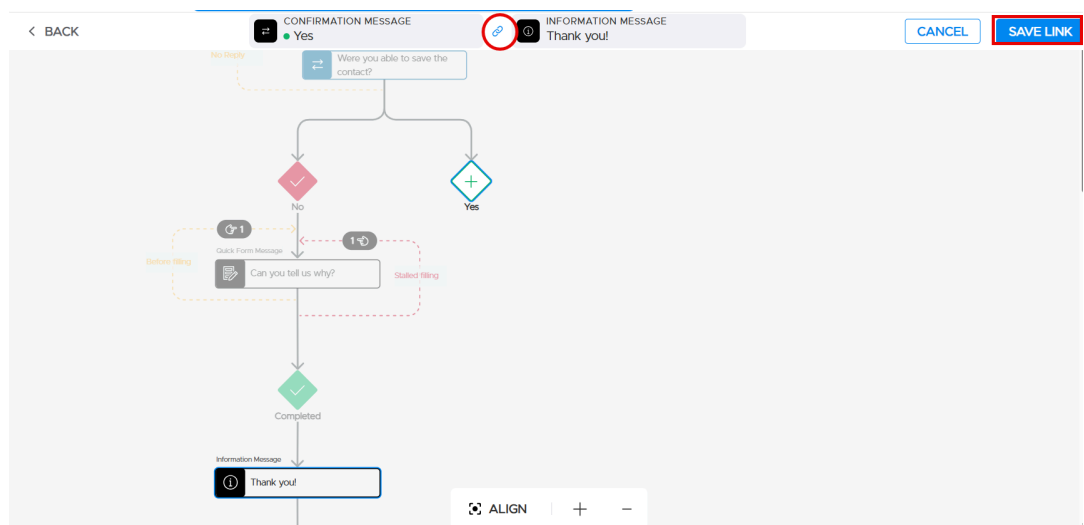 BACK
CONFIRMATION MESSAGE
Yes
INFORMATION MESSAGE
Thank you!
CANCEL
SAVE LINK
No Reply
Were you able to save the
contact?
No
Yes
1
1
Quick Form Message
Before filling
Can you tell us why?
Stalled filling
Completed
Information Message
Thank you!
ALIGN